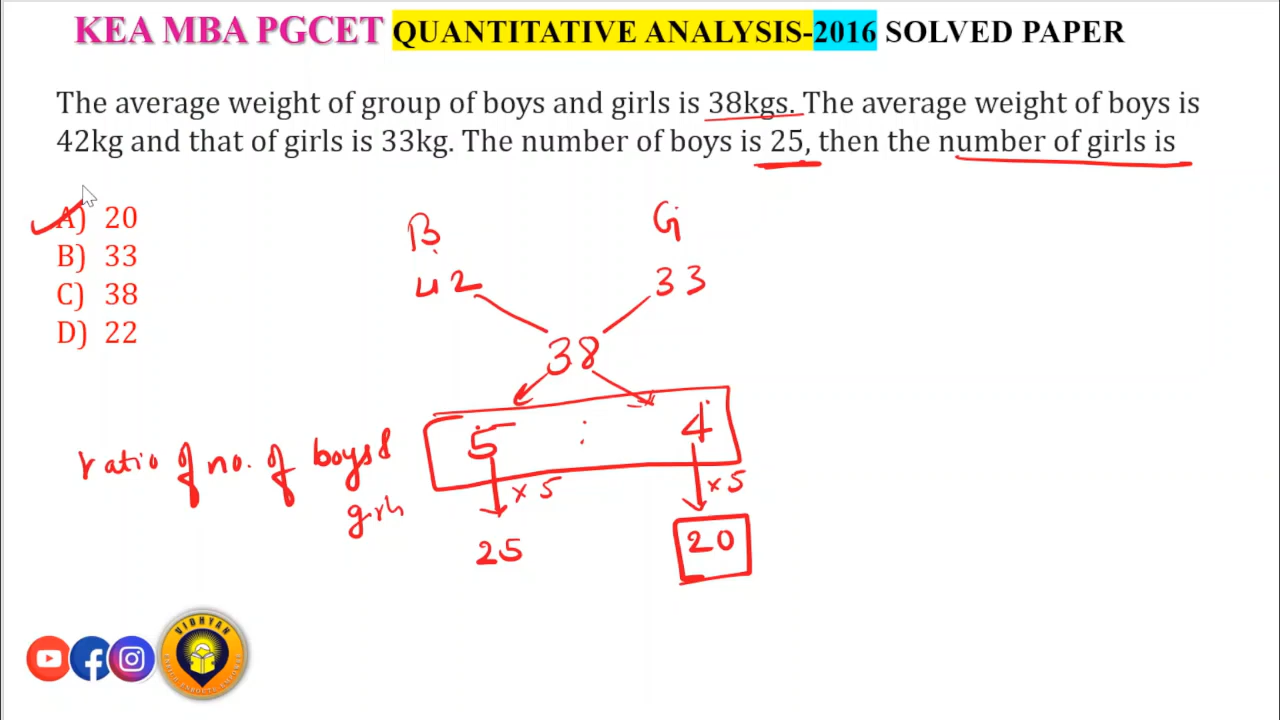 KEA MBA PGCET QUANTITATIVE ANALYSIS-2016 SOLVED PAPER
The average weight of group of boys and girls is 38kgs. The average weight of boys is
42kg and that of girls is 33kg. The number of boys is 25, then the number of girls is
A) 20
B) 33
C) 38
D) 22
B G
42 33
38
5 : 4
ratio of no. of boys &
girls
×5 ×5
25 20
VIDHYAN